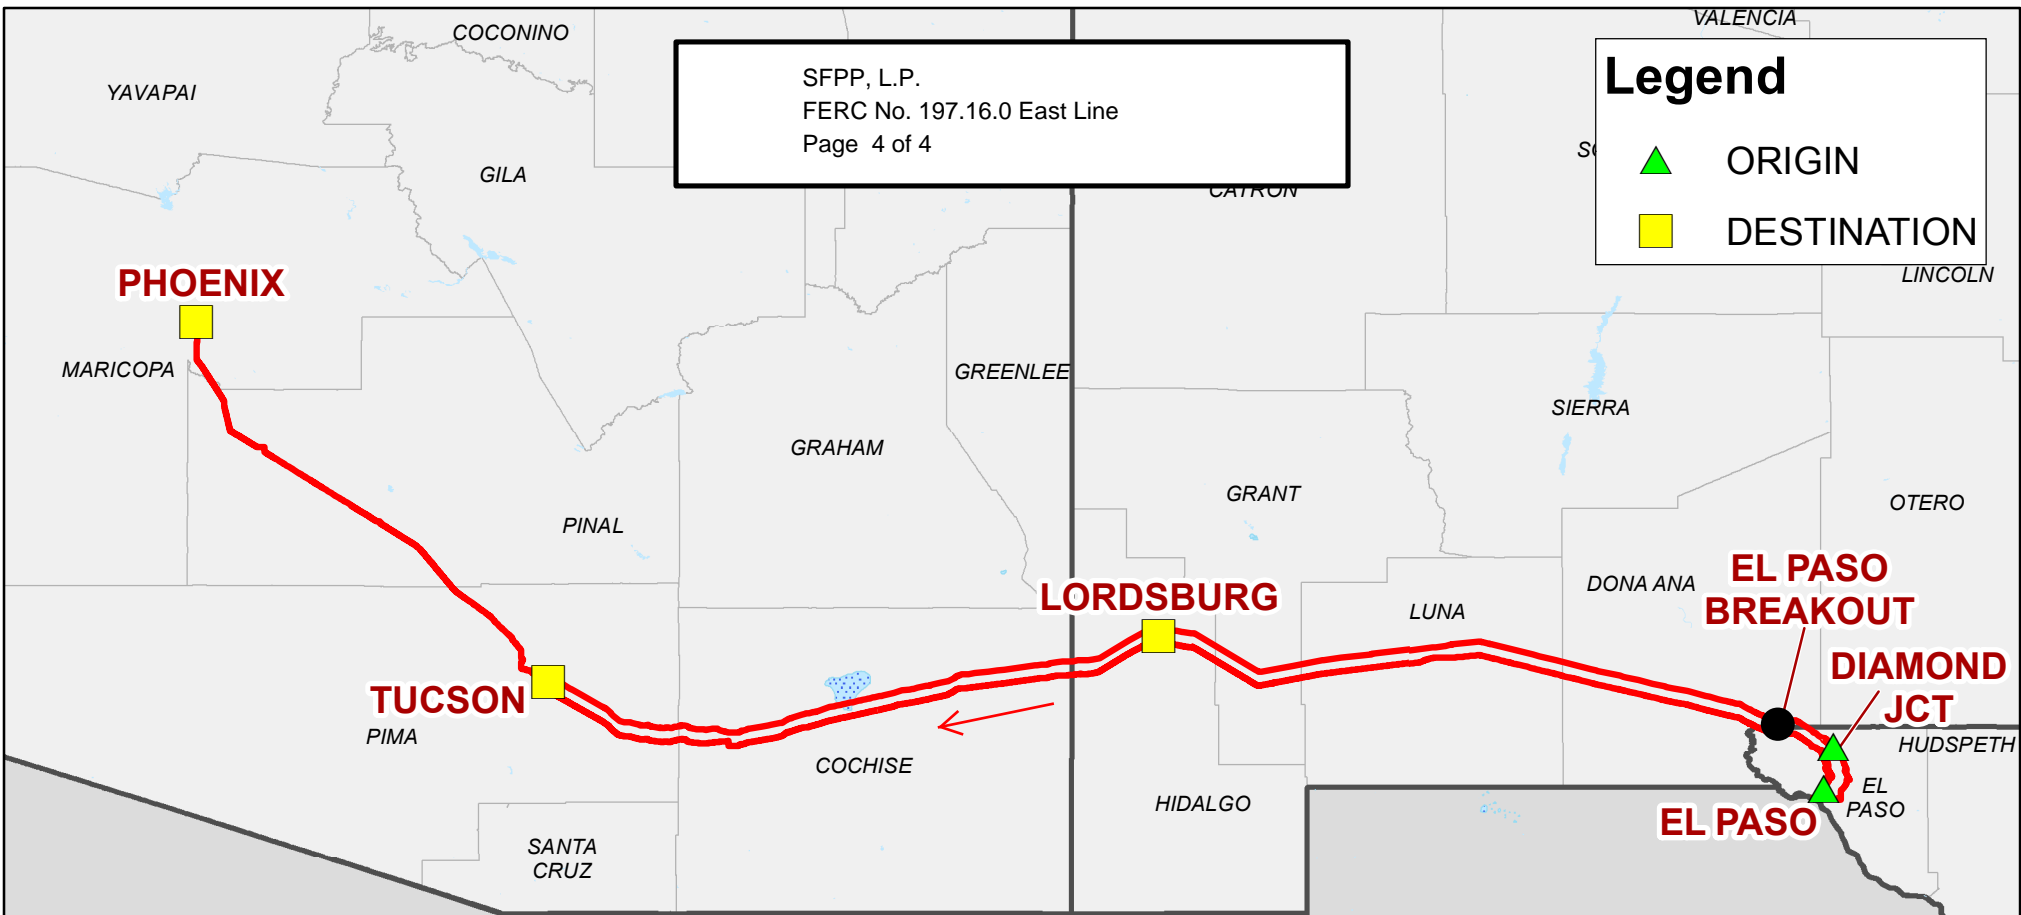 COCONINO
VALENCIA
YAVAPAI
SFPP, L.P.
FERC No. 197.16.0 East Line
Page 4 of 4
Legend
ORIGIN
DESTINATION
GILA
CATRON
LINCOLN
PHOENIX
MARICOPA
GREENLEE
SIERRA
GRAHAM
GRANT
OTERO
PINAL
EL PASO
BREAKOUT
DONA ANA
LORDSBURG
LUNA
DIAMOND
JCT
TUCSON
PIMA
HUDSPETH
COCHISE
HIDALGO
EL
PASO
EL PASO
SANTA
CRUZ